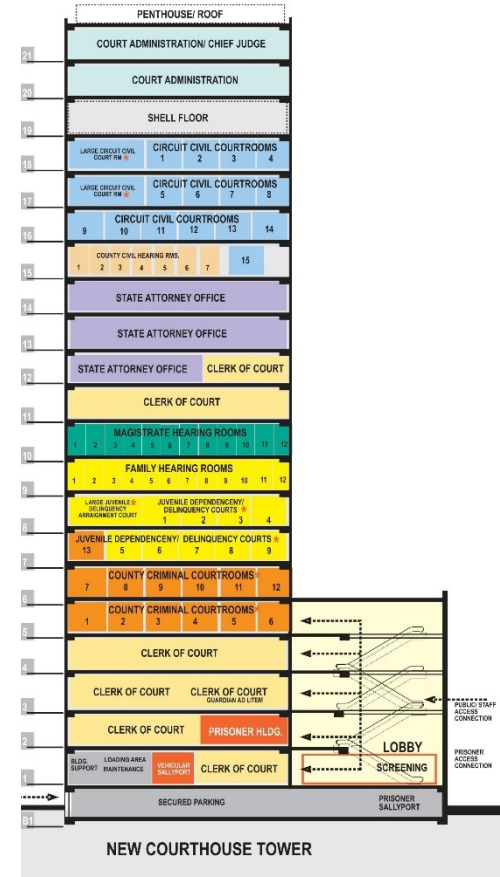 PENTHOUSE/ ROOF
COURT ADMINISTRATION/ CHIEF JUDGE
21
COURT ADMINISTRATION
20
SHELL FLOOR
19
LARGE CIRCUIT CIVIL
COURT RM *
CIRCUIT CIVIL COURTROOMS
1 2 3 4
18
LARGE CIRCUIT CIVIL
COURT RM *
CIRCUIT CIVIL COURTROOMS
5 6 7 8
17
CIRCUIT CIVIL COURTROOMS
9 10 11 12 13 14
16
COUNTY CIVIL HEARING RMS.
1 2 3 4 5 6 7
15
15
STATE ATTORNEY OFFICE
14
STATE ATTORNEY OFFICE
13
STATE ATTORNEY OFFICE
CLERK OF COURT
12
CLERK OF COURT
11
MAGISTRATE HEARING ROOMS
1 2 3 4 5 6 7 8 9 10 11 12
10
FAMILY HEARING ROOMS
1 2 3 4 5 6 7 8 9 10 11 12
9
LARGE JUVENILE *
DELINQUENCY
ARRAIGNMENT COURT
JUVENILE DEPENDENCENY/
DELINQUENCY COURTS *
1 2 3 4
8
JUVENILE DEPENDENCENY/ DELINQUENCY COURTS *
13 5 6 7 8 9
7
COUNTY CRIMINAL COURTROOMS *
7 8 9 10 11 12
6
COUNTY CRIMINAL COURTROOMS *
1 2 3 4 5 6
5
CLERK OF COURT
4
CLERK OF COURT
CLERK OF COURT
GUARDIAN AD LITEM
3
PUBLIC/ STAFF
ACCESS
CONNECTION
CLERK OF COURT
PRISONER HLDG.
2
LOBBY
PRISONER
ACCESS
CONNECTION
BLDG.
SUPPORT
LOADING AREA
MAINTENANCE
VEHICULAR
SALLYPORT
CLERK OF COURT
SCREENING
1
SECURED PARKING
PRISONER
SALLYPORT
B1
NEW COURTHOUSE TOWER